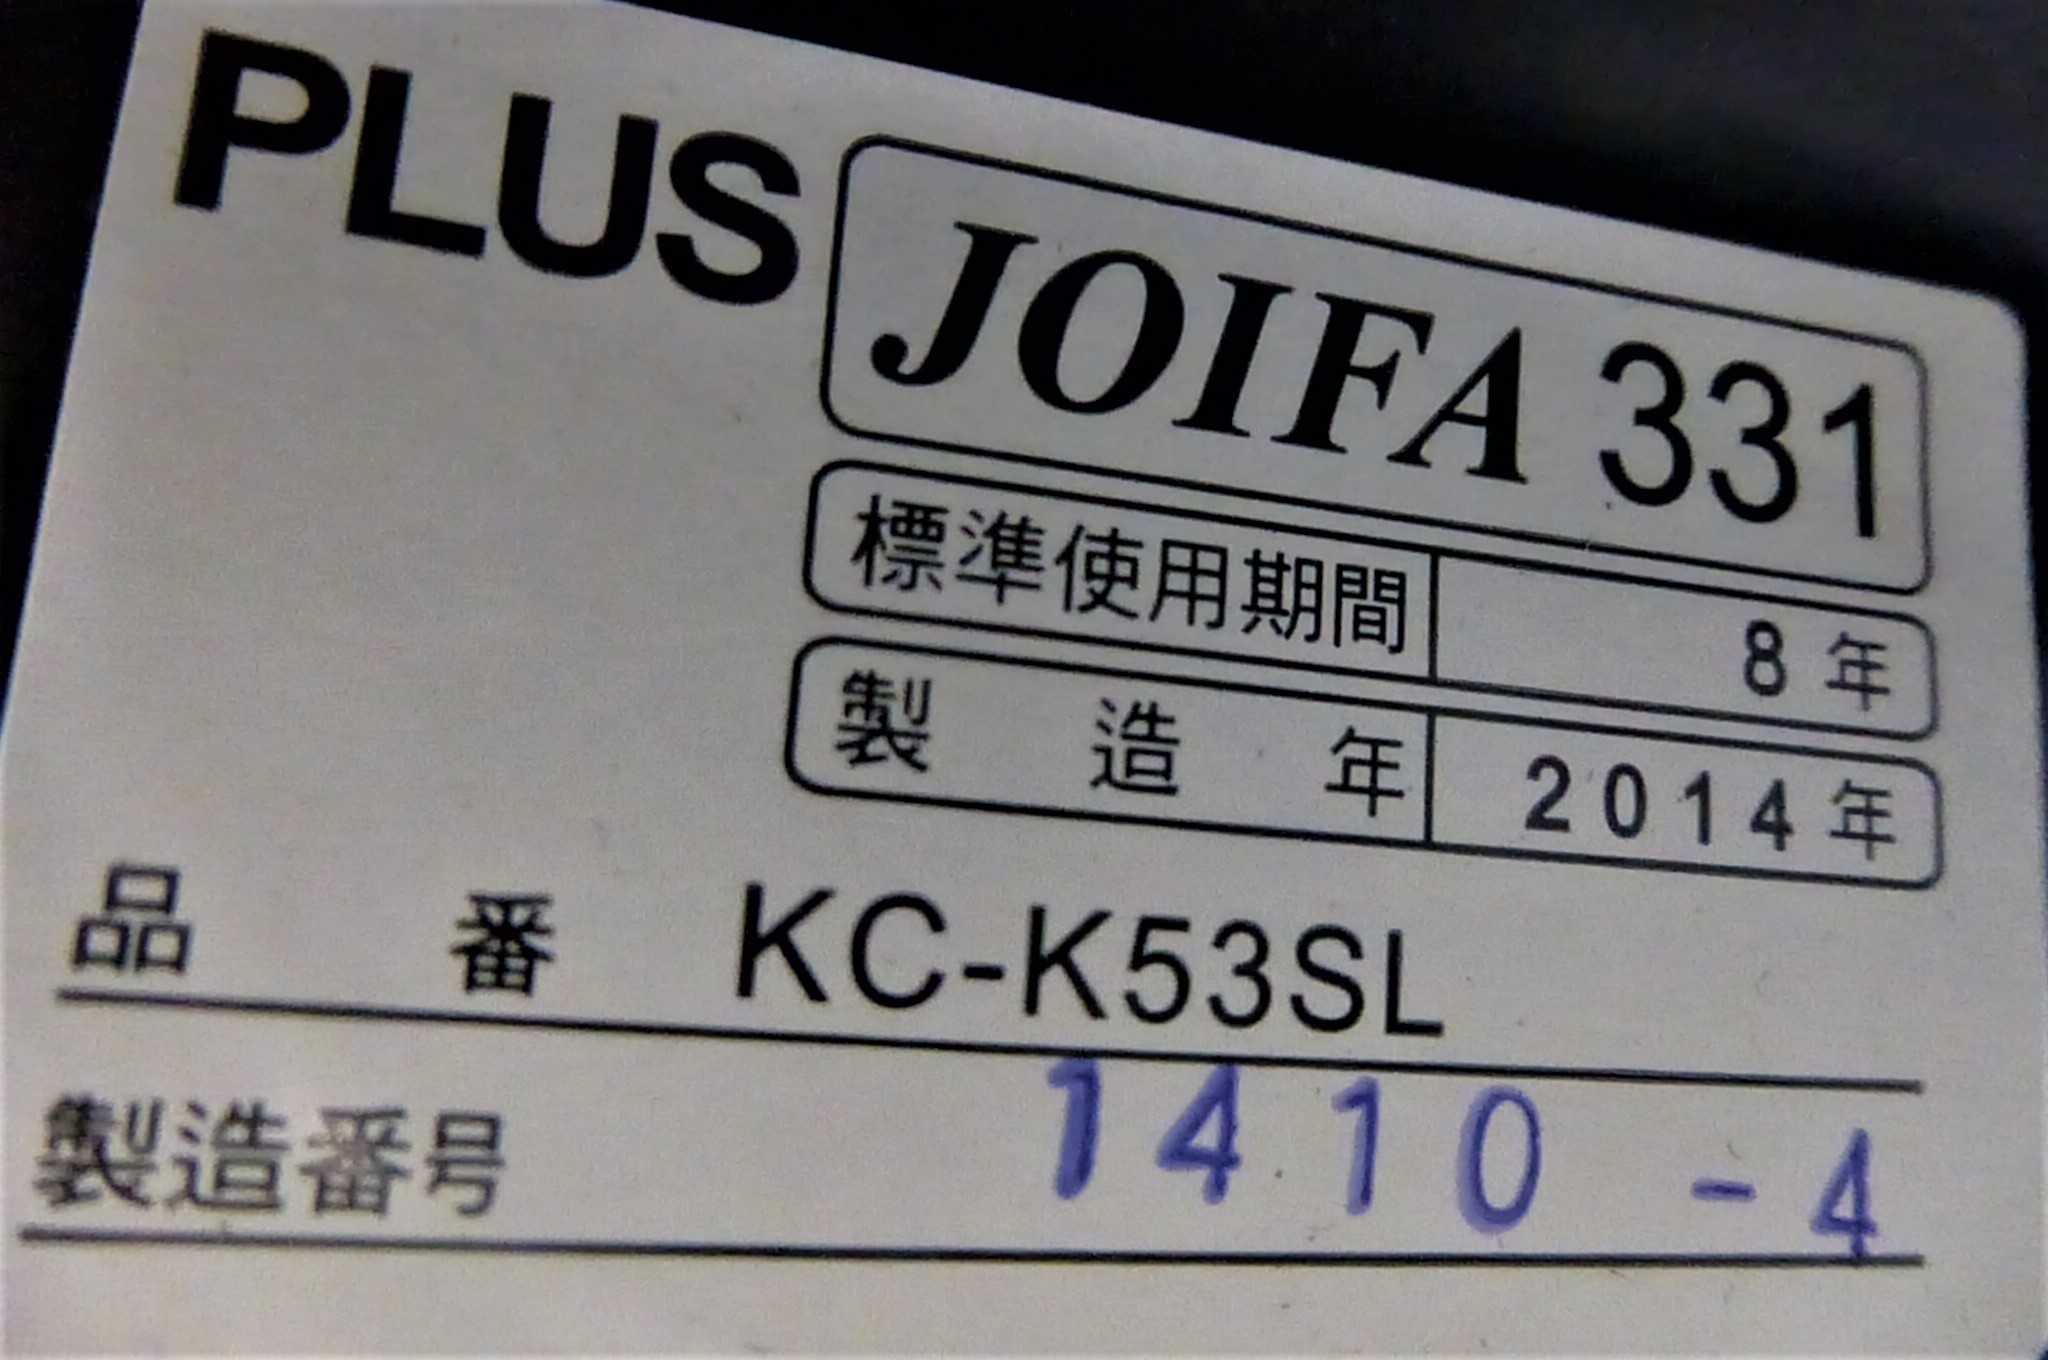 PLUS JOIFA 331
標準使用期間 8年
製造年 2014年
品番 KC-K53SL
製造番号 1410 -4